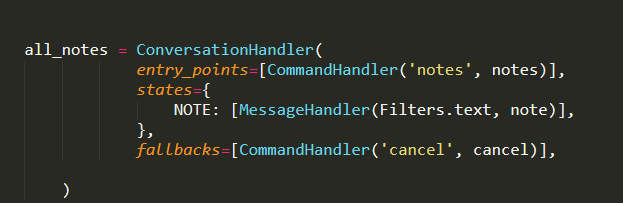 all_notes = ConversationHandler(
entry_points=[CommandHandler('notes', notes)],
states={
NOTE: [MessageHandler(Filters.text, note)],
},
fallbacks=[CommandHandler('cancel', cancel)],
)